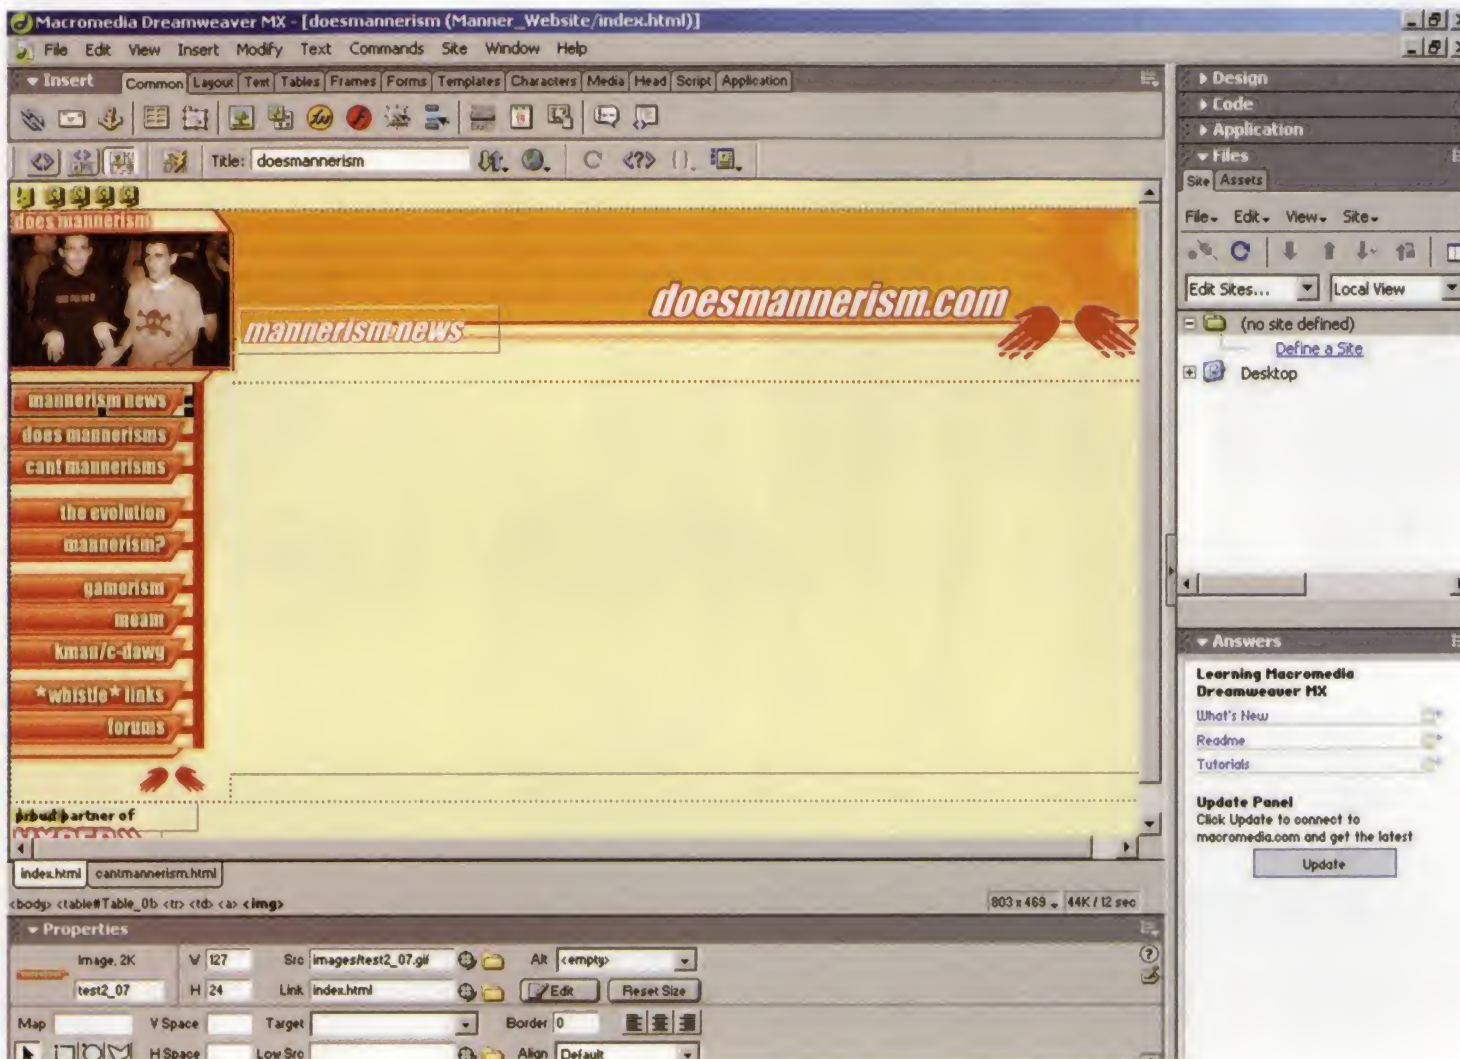 Macromedia Dreamweaver MX - [doesmannerism (Manner_Website/index.html)]
File Edit View Insert Modify Text Commands Site Window Help
Insert Common Layout Text Tables Frames Forms Templates Characters Media Head Script Application
Title: doesmannerism
does mannerism
doesmannerism.com
mannerism news
mannerism news
does mannerisms
cant mannerisms
the evolution
mannerism?
gamerism
meant
kman/c-dawg
*whistle* links
forums
proud partner of
index.html cantmannerism.html
<body> <table#Table_01> <tr> <td> <a> <img>
803 x 469 44K / 12 sec
Properties
Image, 2K W 127 Src images/test2_07.gif Alt <empty>
test2_07 H 24 Link index.html Edit Reset Size
Map V Space Target Border 0
H Space Low Src Align Default
Design
Code
Application
Files
Site Assets
File Edit View Site
Edit Sites... Local View
(no site defined)
Define a Site
Desktop
Answers
Learning Macromedia
Dreamweaver MX
What's New
Readme
Tutorials
Update Panel
Click Update to connect to
macromedia.com and get the latest
Update